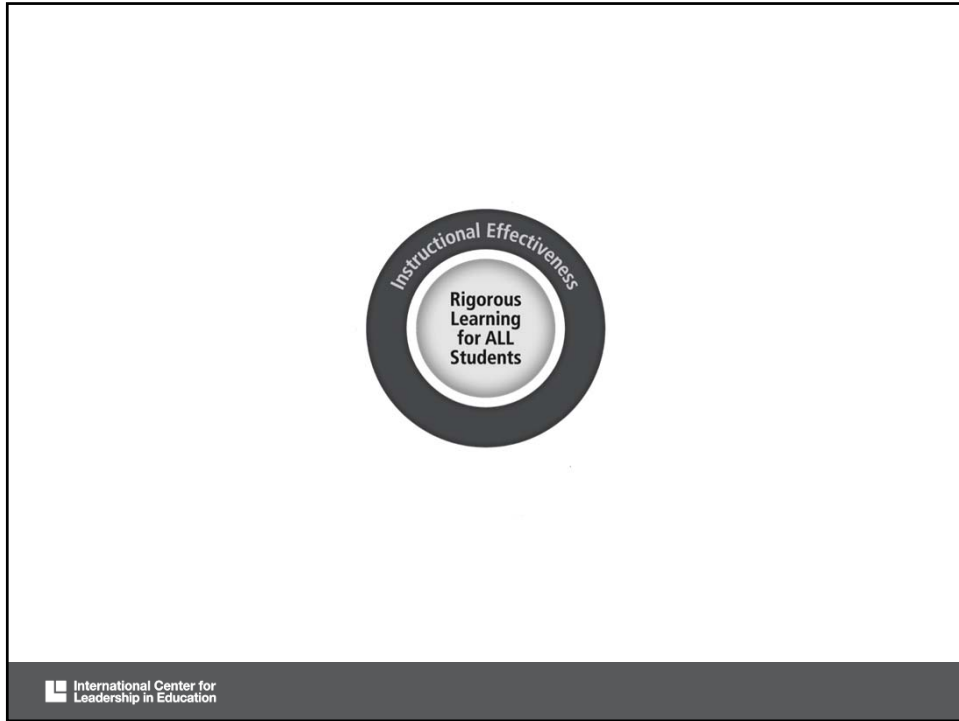 Instructional Effectiveness
Rigorous
Learning
for ALL
Students
International Center for
Leadership in Education